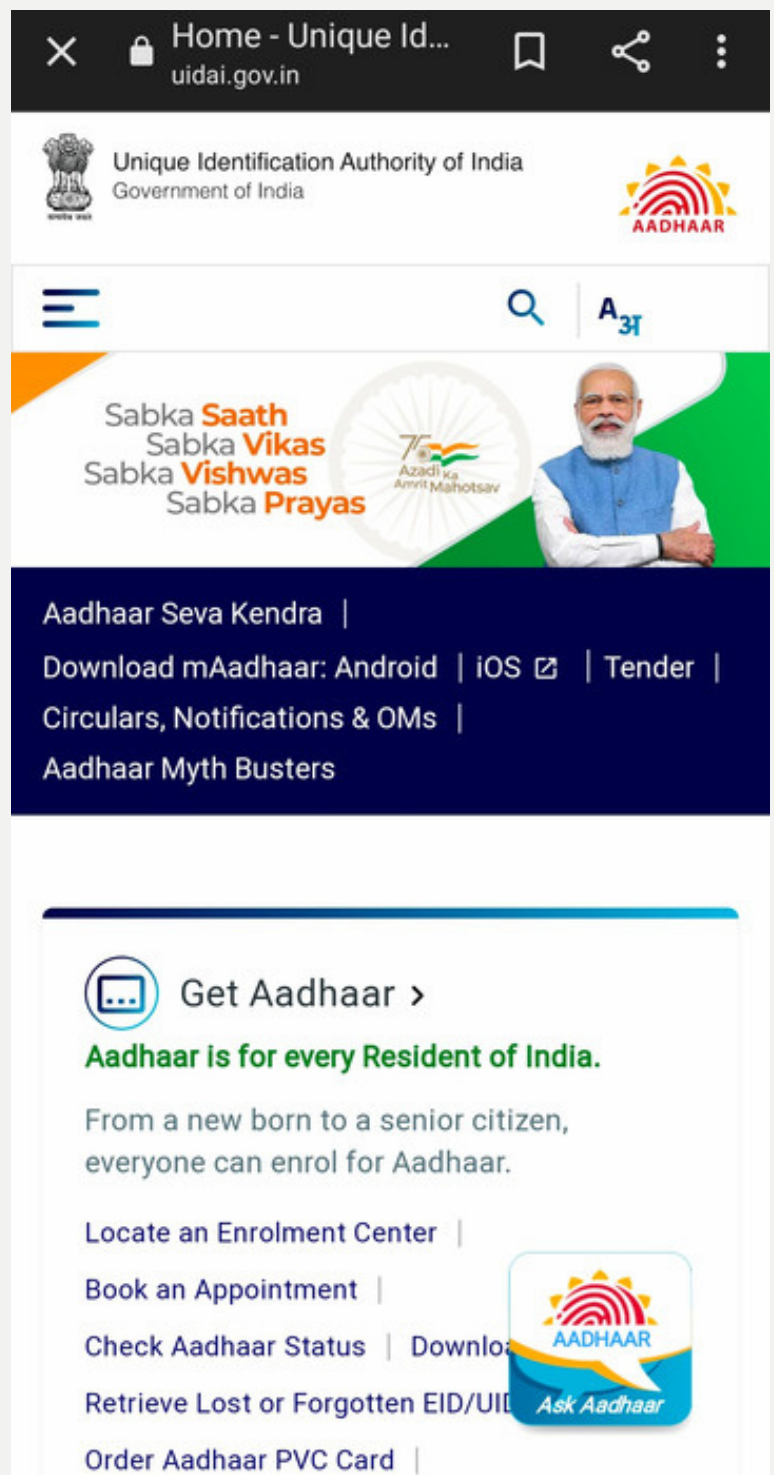 Home - Unique Id...
uidai.gov.in
Unique Identification Authority of India
Government of India
AADHAAR
A अ
Sabka Saath
Sabka Vikas
Sabka Vishwas
Sabka Prayas
75
Azadi Ka
Amrit Mahotsav
Aadhaar Seva Kendra |
Download mAadhaar: Android | iOS | Tender |
Circulars, Notifications & OMs |
Aadhaar Myth Busters
Get Aadhaar >
Aadhaar is for every Resident of India.
From a new born to a senior citizen,
everyone can enrol for Aadhaar.
Locate an Enrolment Center |
Book an Appointment |
Check Aadhaar Status | Downloa
Retrieve Lost or Forgotten EID/UID
Order Aadhaar PVC Card |
AADHAAR
Ask Aadhaar